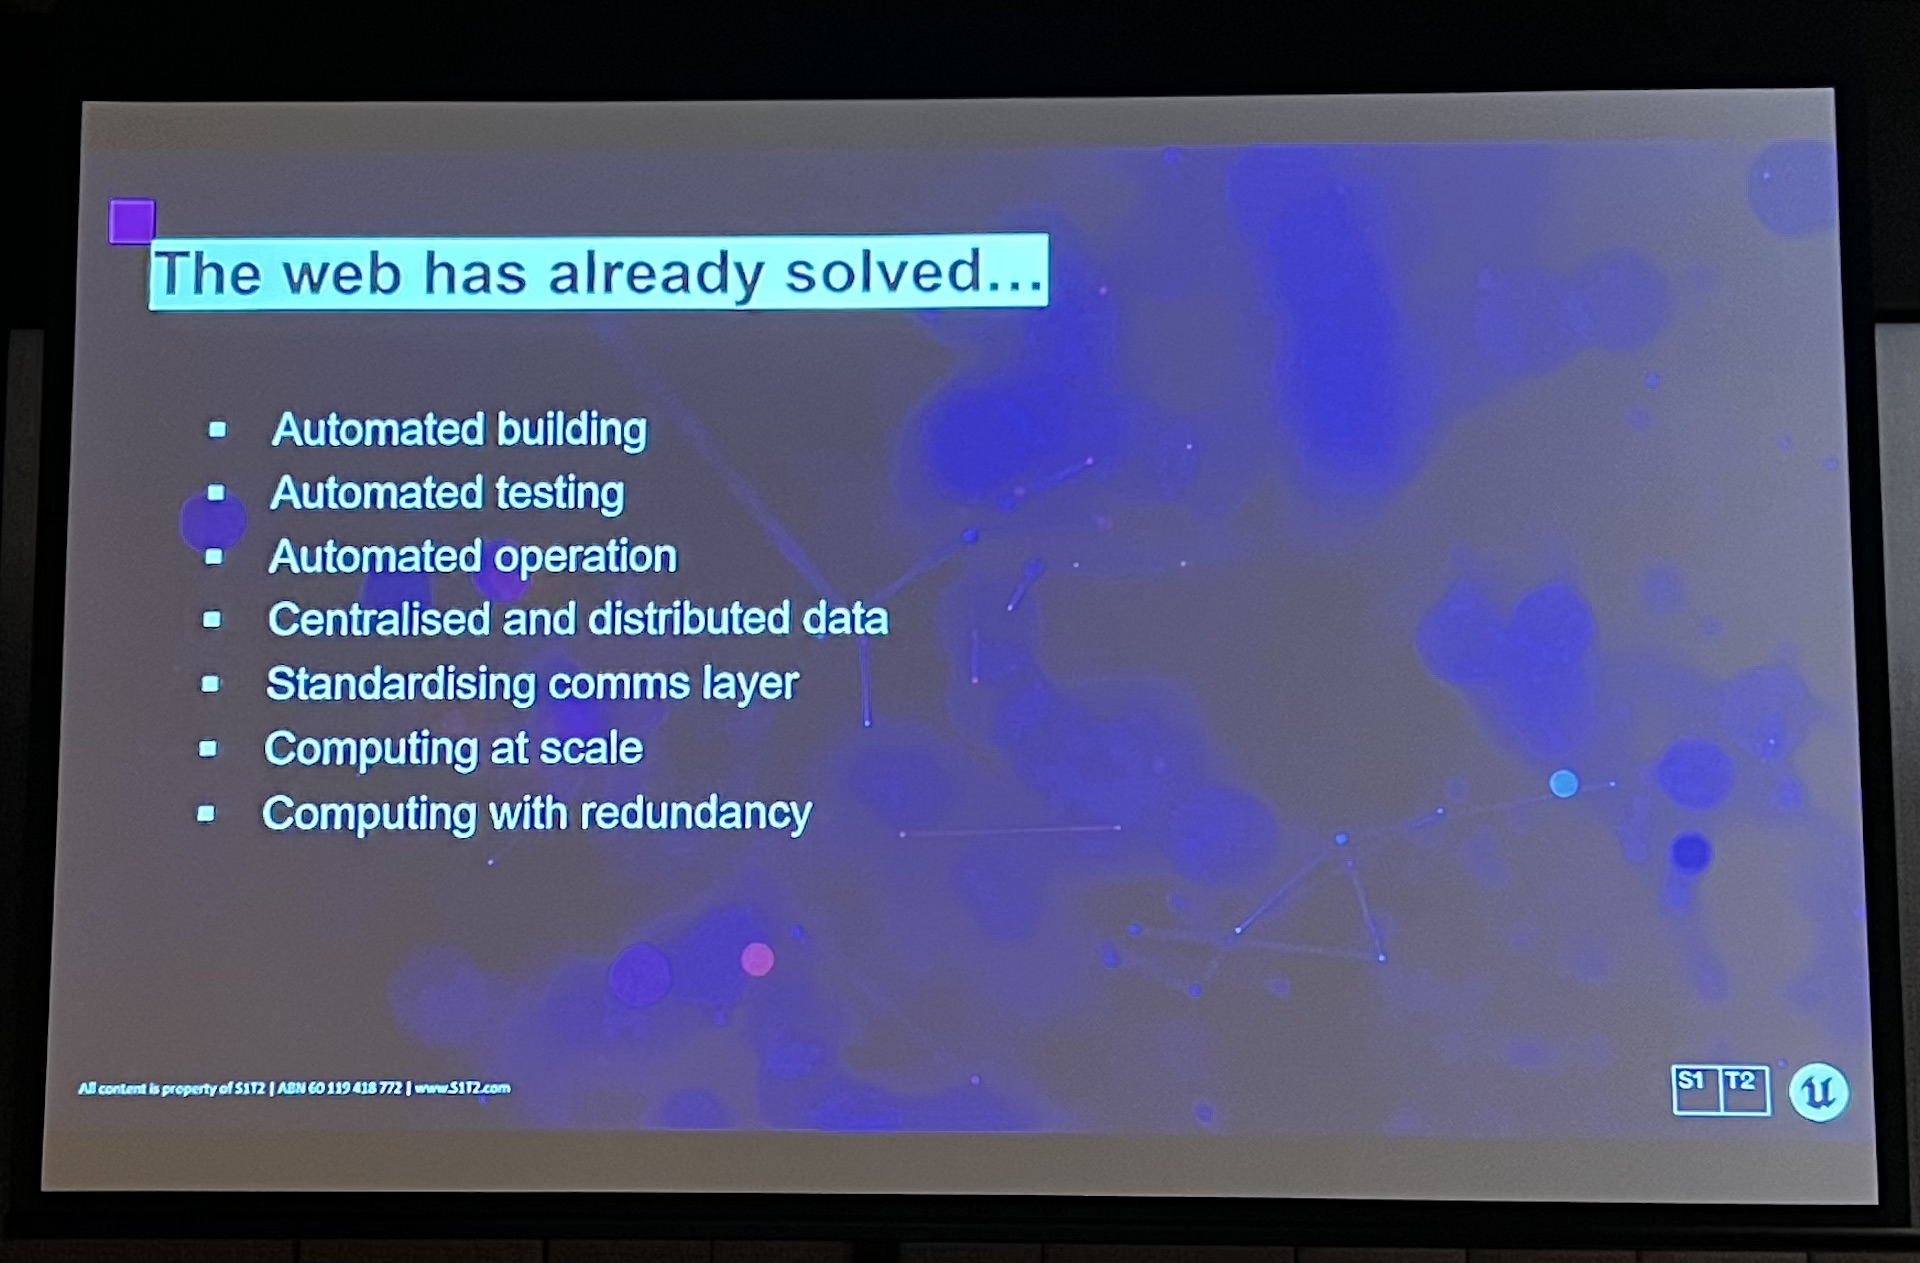 The web has already solved...
Automated building
Automated testing
Automated operation
Centralised and distributed data
Standardising comms layer
Computing at scale
Computing with redundancy
All content is property of S1T2 | ABN 60 119 418 772 | www.S1T2.com
S1 T2
u